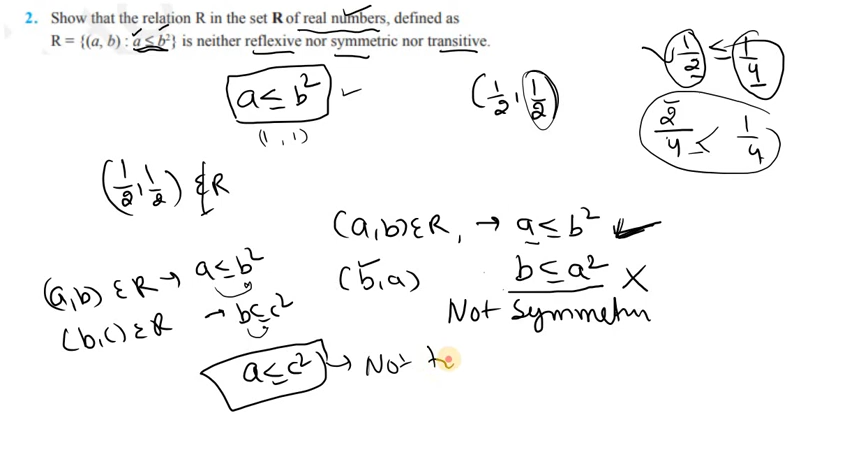 2. Show that the relation R in the set R of real numbers, defined as
R = {(a, b) : a ≤ b²} is neither reflexive nor symmetric nor transitive.
a ≤ b²
(1, 1)
(1/2, 1/2)
1/2 ≤ 1/4
2/4 ≤ 1/4
(1/2, 1/2) ∉ R
(a, b) ∈ R, → a ≤ b²
(b, a) b ≤ a² X
Not Symmetric
(a, b) ∈ R → a ≤ b²
(b, c) ∈ R → b ≤ c²
a ≤ c² → Not